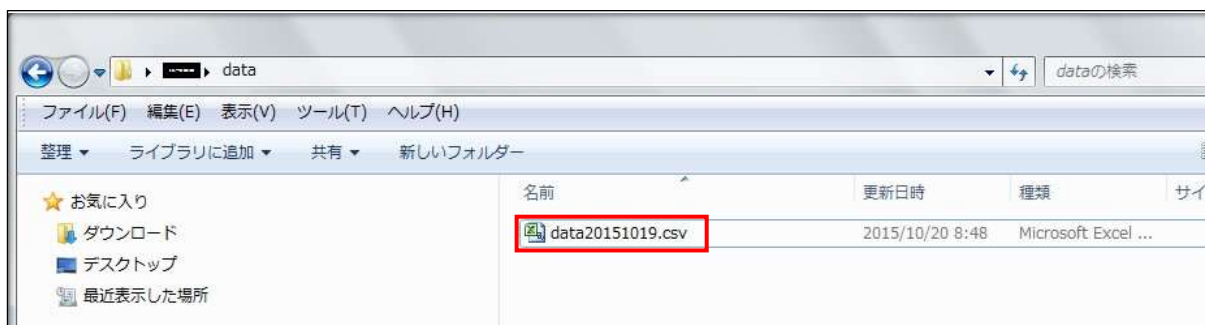 data
dataの検索
ファイル(F) 編集(E) 表示(V) ツール(T) ヘルプ(H)
整理 ライブラリに追加 共有 新しいフォルダー
お気に入り
ダウンロード
デスクトップ
最近表示した場所
名前 更新日時 種類 サイ
data20151019.csv 2015/10/20 8:48 Microsoft Excel ...